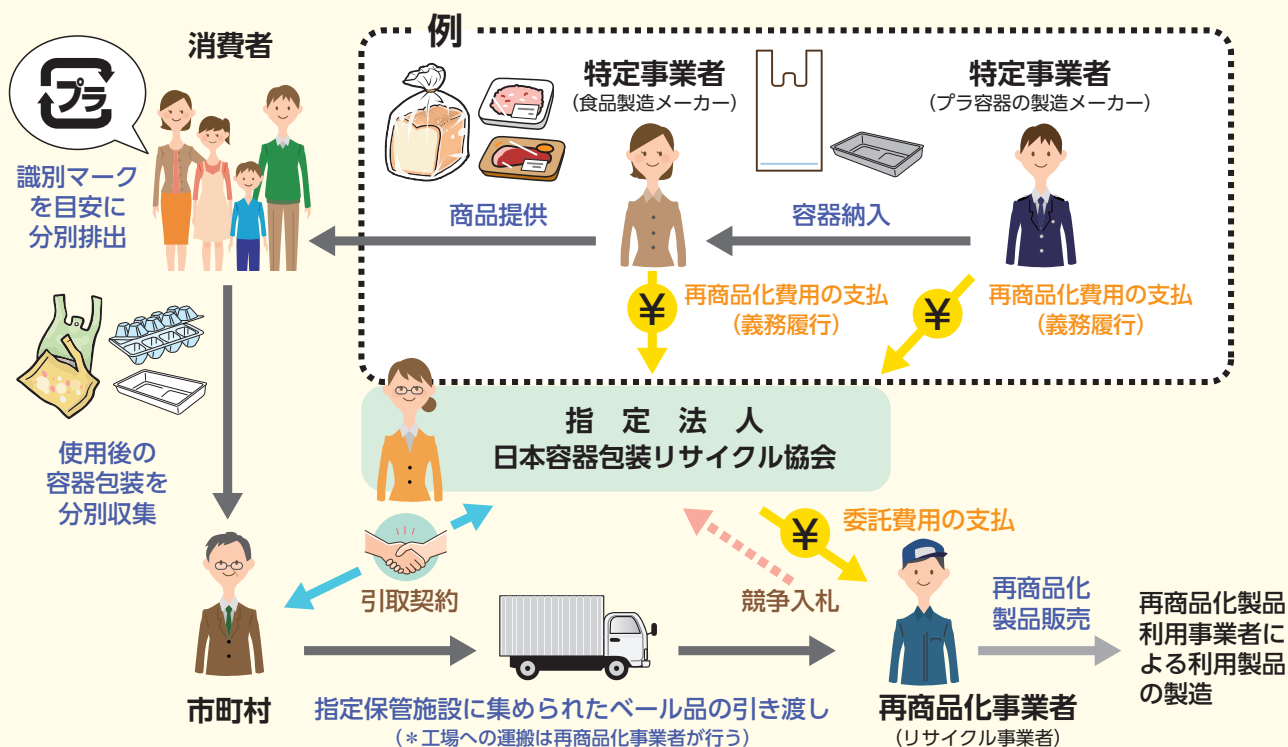 例
消費者
プラ
識別マーク
を目安に
分別排出
特定事業者
（食品製造メーカー）
特定事業者
（プラ容器の製造メーカー）
商品提供
容器納入
¥
再商品化費用の支払
（義務履行）
¥
再商品化費用の支払
（義務履行）
使用後の
容器包装を
分別収集
指定法人
日本容器包装リサイクル協会
引取契約
競争入札
¥
委託費用の支払
市町村
指定保管施設に集められたベール品の引き渡し
（＊工場への運搬は再商品化事業者が行う）
再商品化事業者
（リサイクル事業者）
再商品化
製品販売
再商品化製品
利用事業者に
よる利用製品
の製造